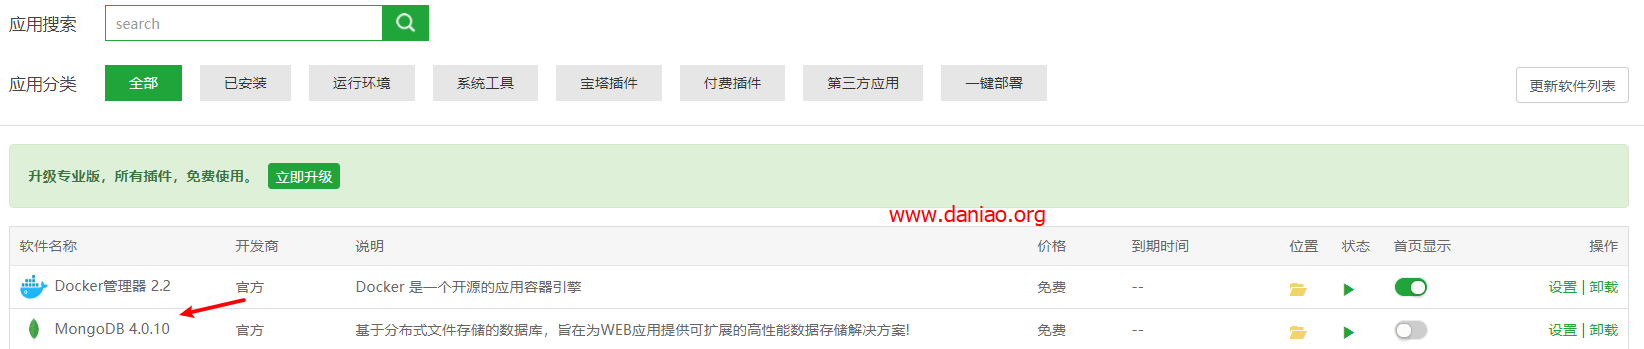 应用搜索 search
应用分类 全部 已安装 运行环境 系统工具 宝塔插件 付费插件 第三方应用 一键部署 更新软件列表
升级专业版，所有插件，免费使用。 立即升级
www.daniao.org
软件名称 开发商 说明 价格 到期时间 位置 状态 首页显示 操作
Docker管理器 2.2 官方 Docker 是一个开源的应用容器引擎 免费 -- 设置 | 卸载
MongoDB 4.0.10 官方 基于分布式文件存储的数据库，旨在为WEB应用提供可扩展的高性能数据存储解决方案! 免费 -- 设置 | 卸载